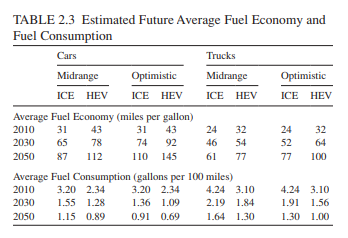 TABLE 2.3 Estimated Future Average Fuel Economy and
Fuel Consumption
Cars Trucks
Midrange Optimistic Midrange Optimistic
ICE HEV ICE HEV ICE HEV ICE HEV
Average Fuel Economy (miles per gallon)
2010 31 43 31 43 24 32 24 32
2030 65 78 74 92 46 54 52 64
2050 87 112 110 145 61 77 77 100
Average Fuel Consumption (gallons per 100 miles)
2010 3.20 2.34 3.20 2.34 4.24 3.10 4.24 3.10
2030 1.55 1.28 1.36 1.09 2.19 1.84 1.91 1.56
2050 1.15 0.89 0.91 0.69 1.64 1.30 1.30 1.00